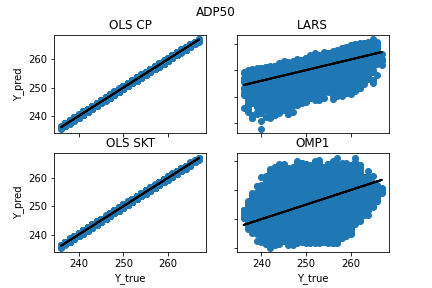 ADP50
OLS CP
LARS
Y_pred
260
250
240
OLS SKT
OMP1
Y_pred
260
250
240
240
250
260
240
250
260
Y_true
Y_true